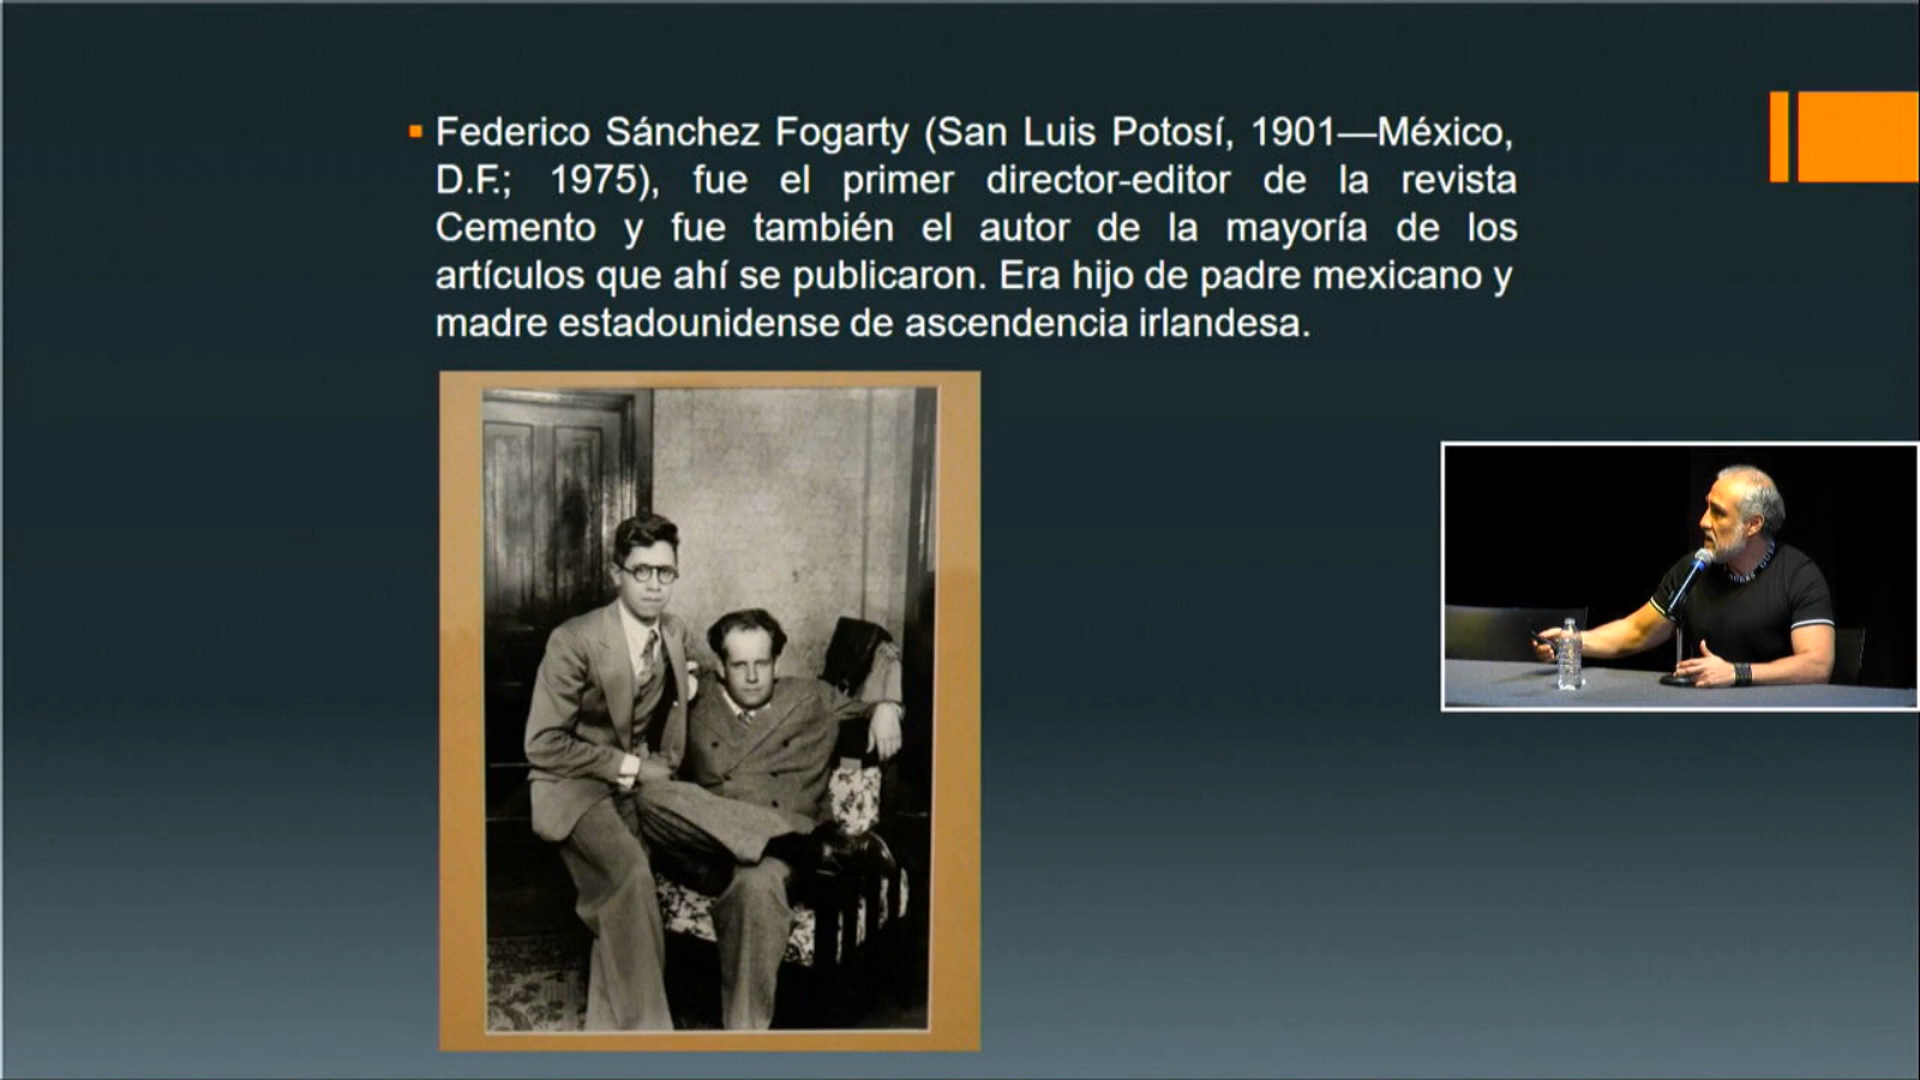 Federico Sánchez Fogarty (San Luis Potosí, 1901—México,
D.F.; 1975), fue el primer director-editor de la revista
Cemento y fue también el autor de la mayoría de los
artículos que ahí se publicaron. Era hijo de padre mexicano y
madre estadounidense de ascendencia irlandesa.